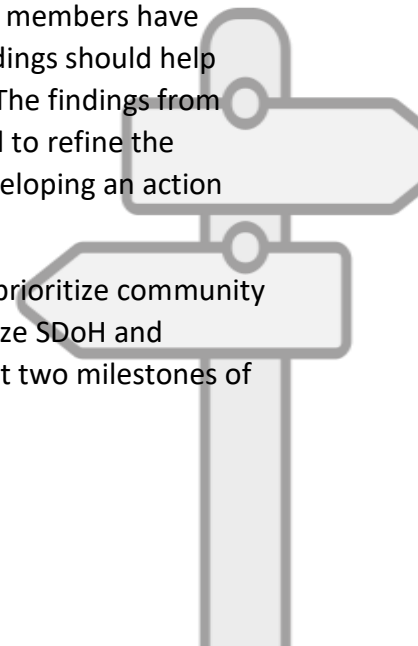 members have
dings should help
The findings from
to refine the
veloping an action
prioritize community
ze SDoH and
t two milestones of